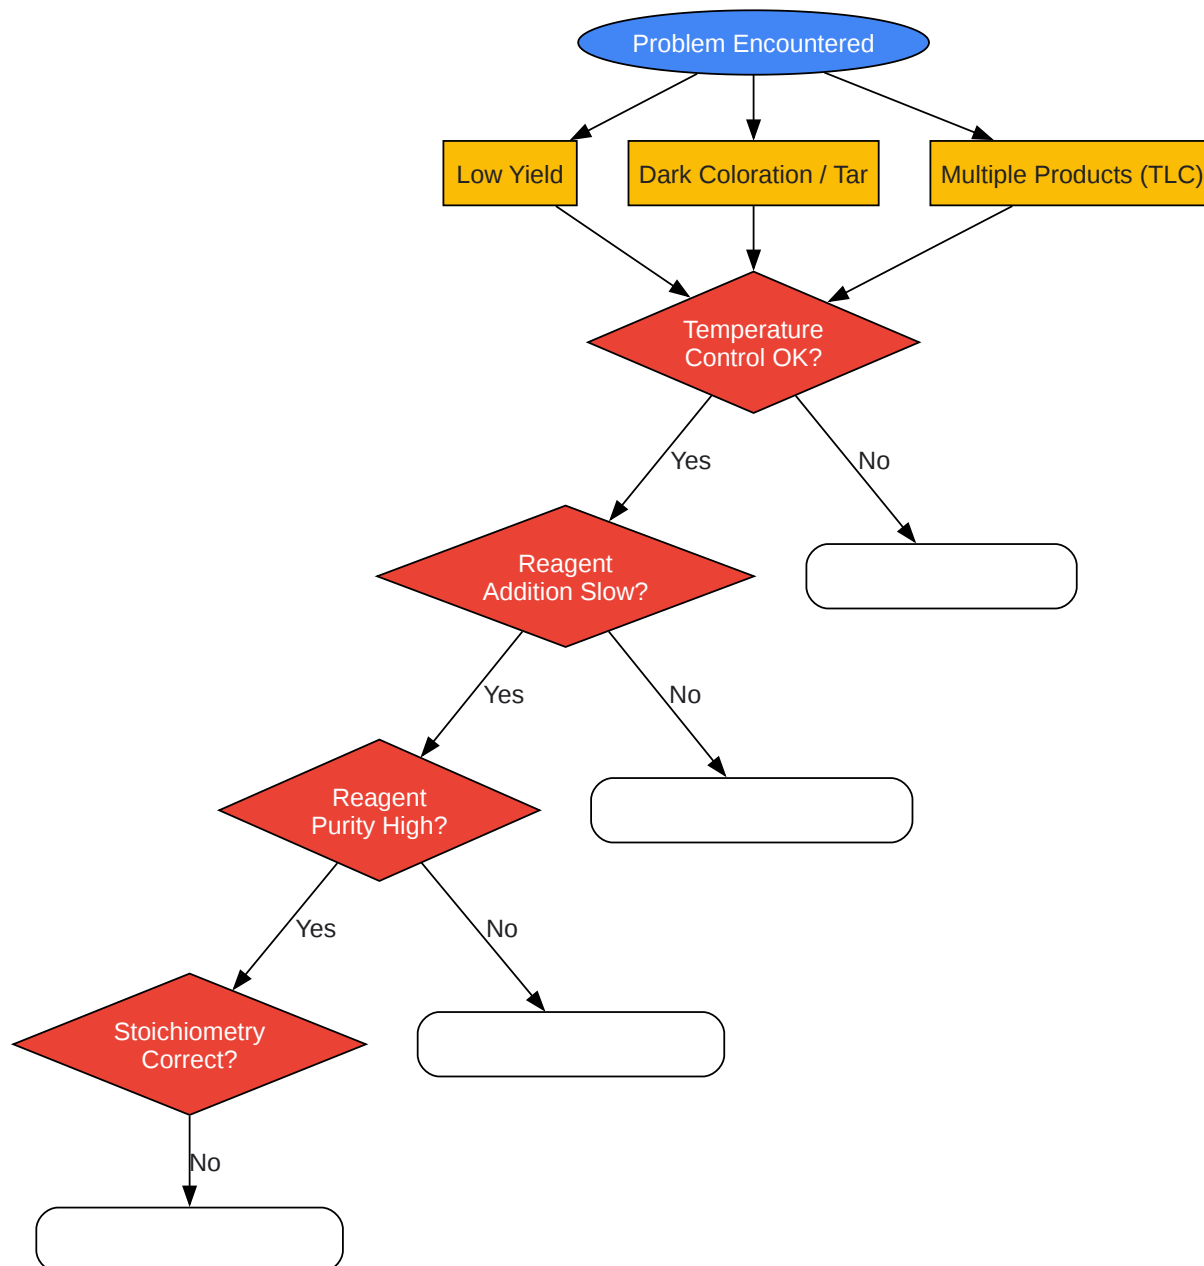 Problem Encountered
Low Yield
Dark Coloration / Tar
Multiple Products (TLC)
Temperature
Control OK?
Yes
No
Reagent
Addition Slow?
Yes
No
Reagent
Purity High?
Yes
No
Stoichiometry
Correct?
No